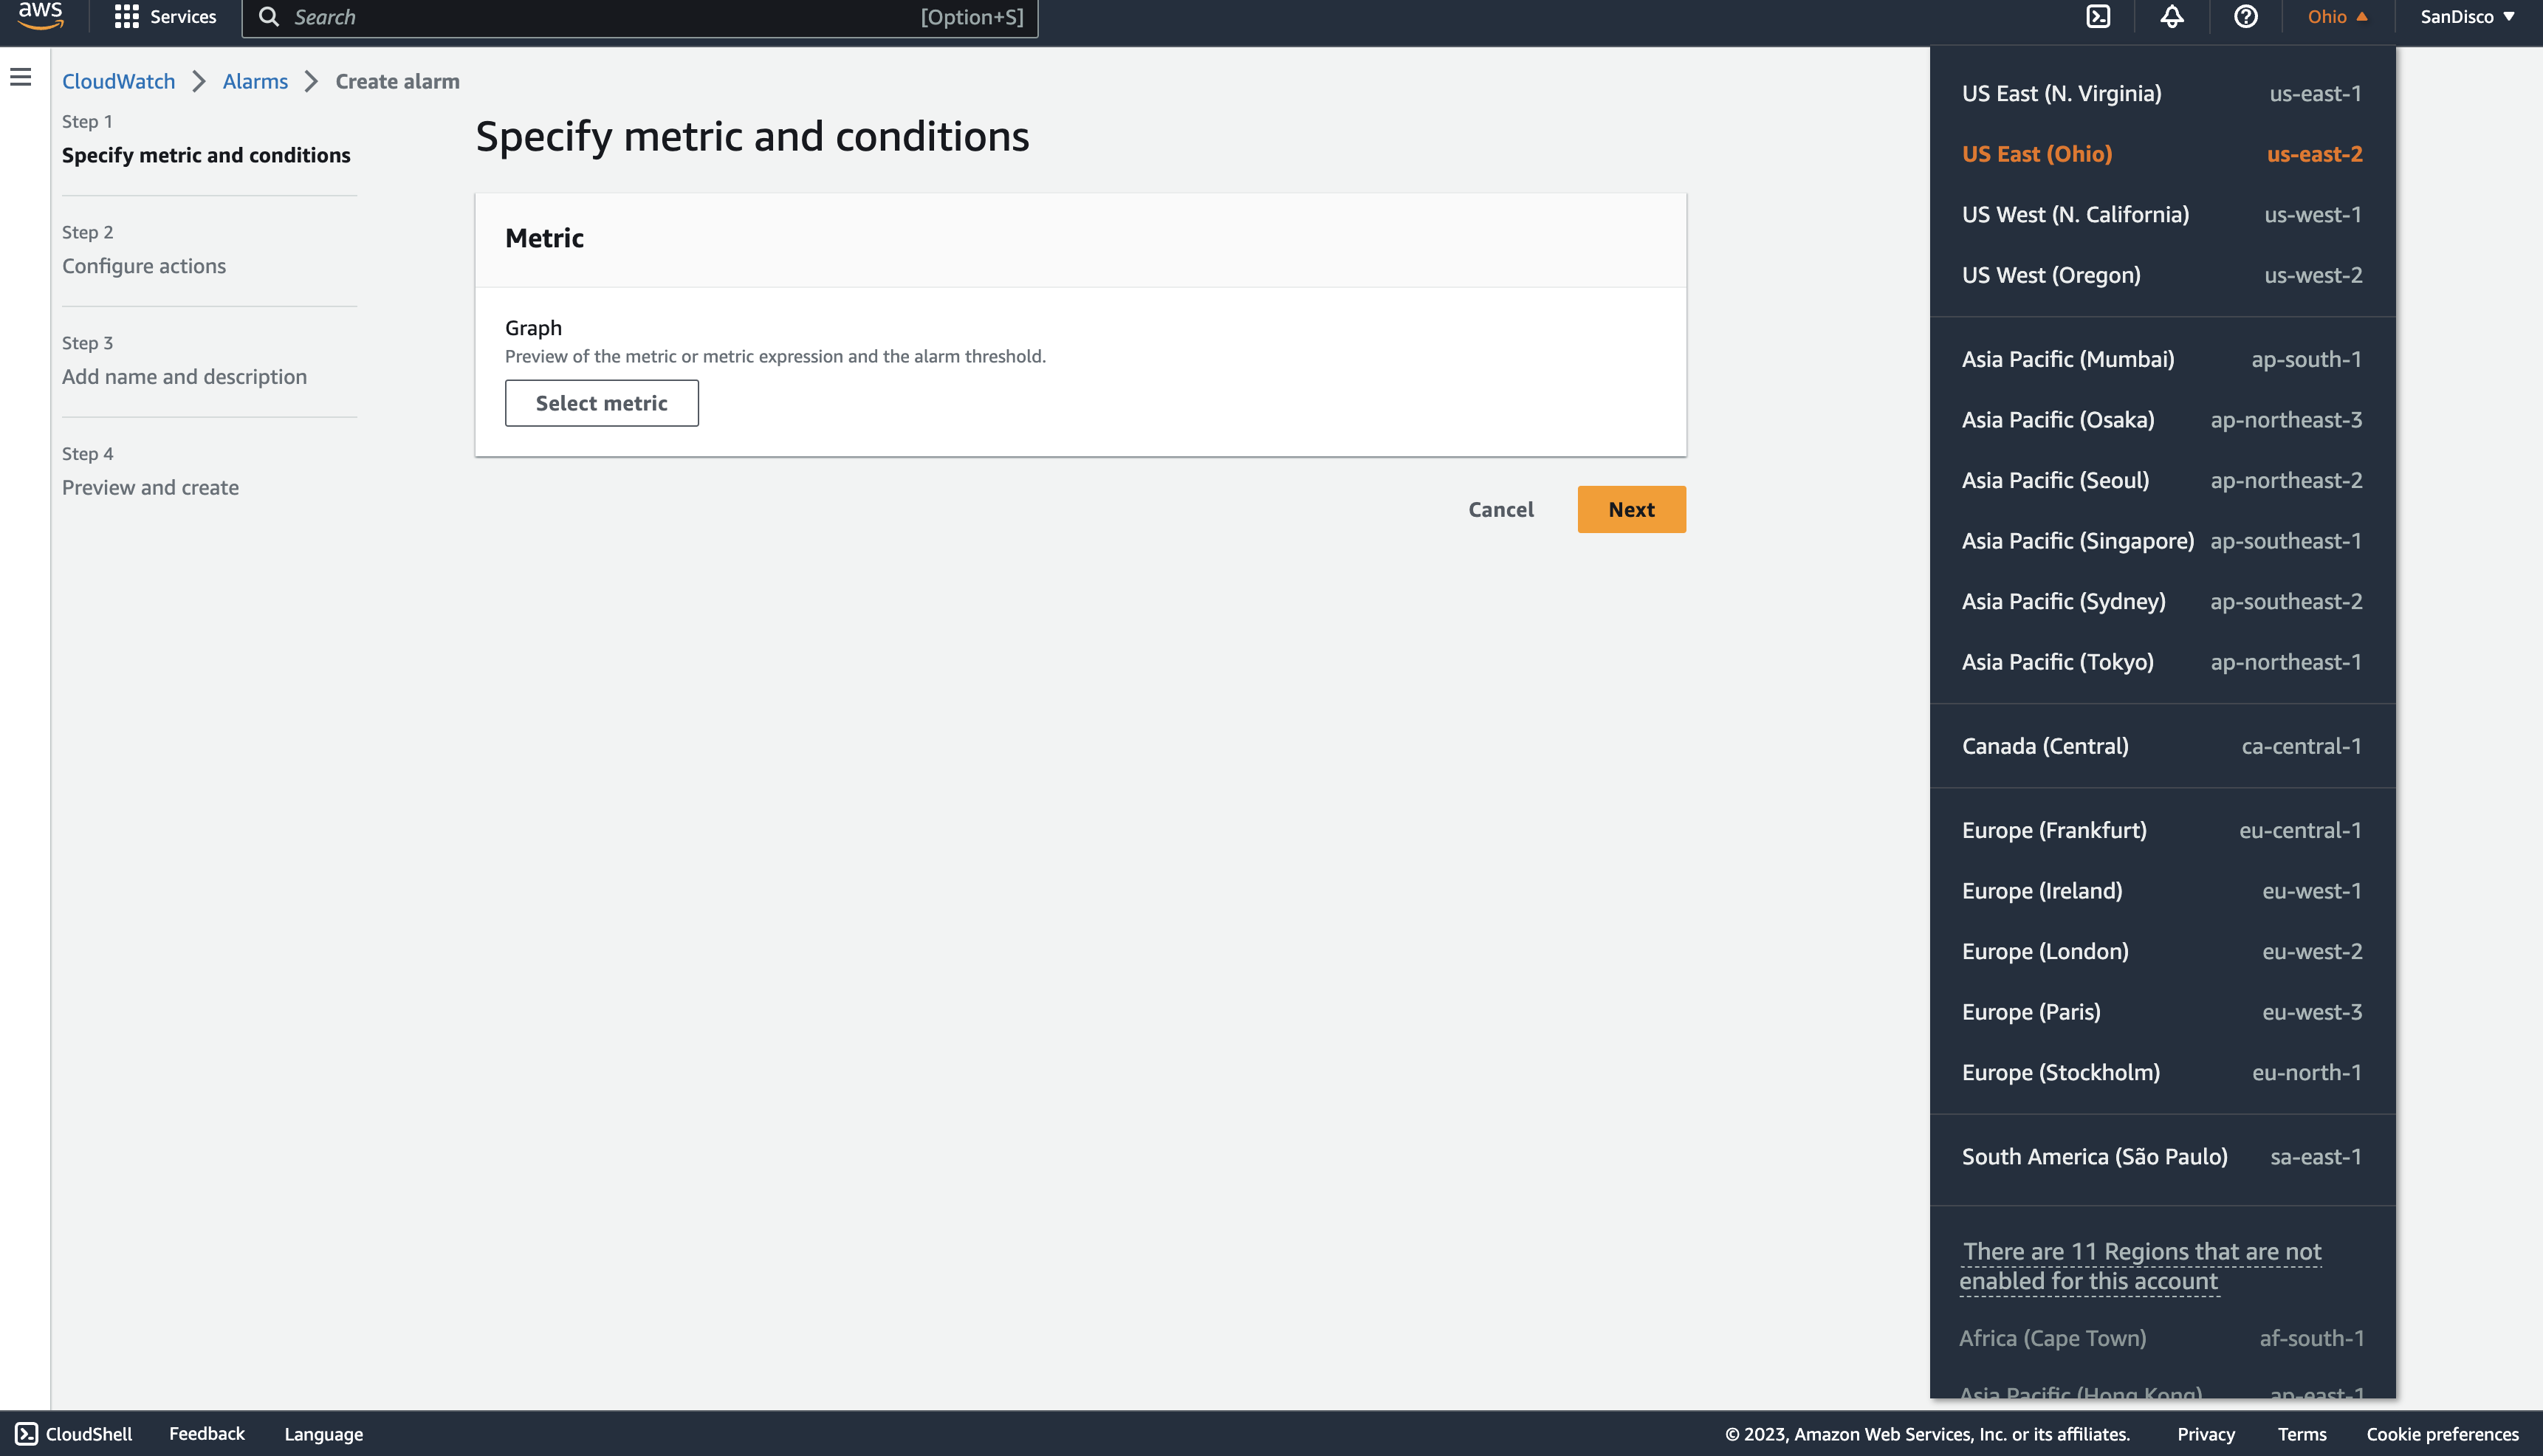 aws
Services
Search
[Option+S]
Ohio
SanDisco
CloudWatch
Alarms
Create alarm
Step 1
Specify metric and conditions
Step 2
Configure actions
Step 3
Add name and description
Step 4
Preview and create
Specify metric and conditions
Metric
Graph
Preview of the metric or metric expression and the alarm threshold.
Select metric
Cancel
Next
US East (N. Virginia) us-east-1
US East (Ohio) us-east-2
US West (N. California) us-west-1
US West (Oregon) us-west-2
Asia Pacific (Mumbai) ap-south-1
Asia Pacific (Osaka) ap-northeast-3
Asia Pacific (Seoul) ap-northeast-2
Asia Pacific (Singapore) ap-southeast-1
Asia Pacific (Sydney) ap-southeast-2
Asia Pacific (Tokyo) ap-northeast-1
Canada (Central) ca-central-1
Europe (Frankfurt) eu-central-1
Europe (Ireland) eu-west-1
Europe (London) eu-west-2
Europe (Paris) eu-west-3
Europe (Stockholm) eu-north-1
South America (São Paulo) sa-east-1
There are 11 Regions that are not
enabled for this account
Africa (Cape Town) af-south-1
Asia Pacific (Hong Kong) ap-east-1
CloudShell
Feedback
Language
© 2023, Amazon Web Services, Inc. or its affiliates.
Privacy
Terms
Cookie preferences